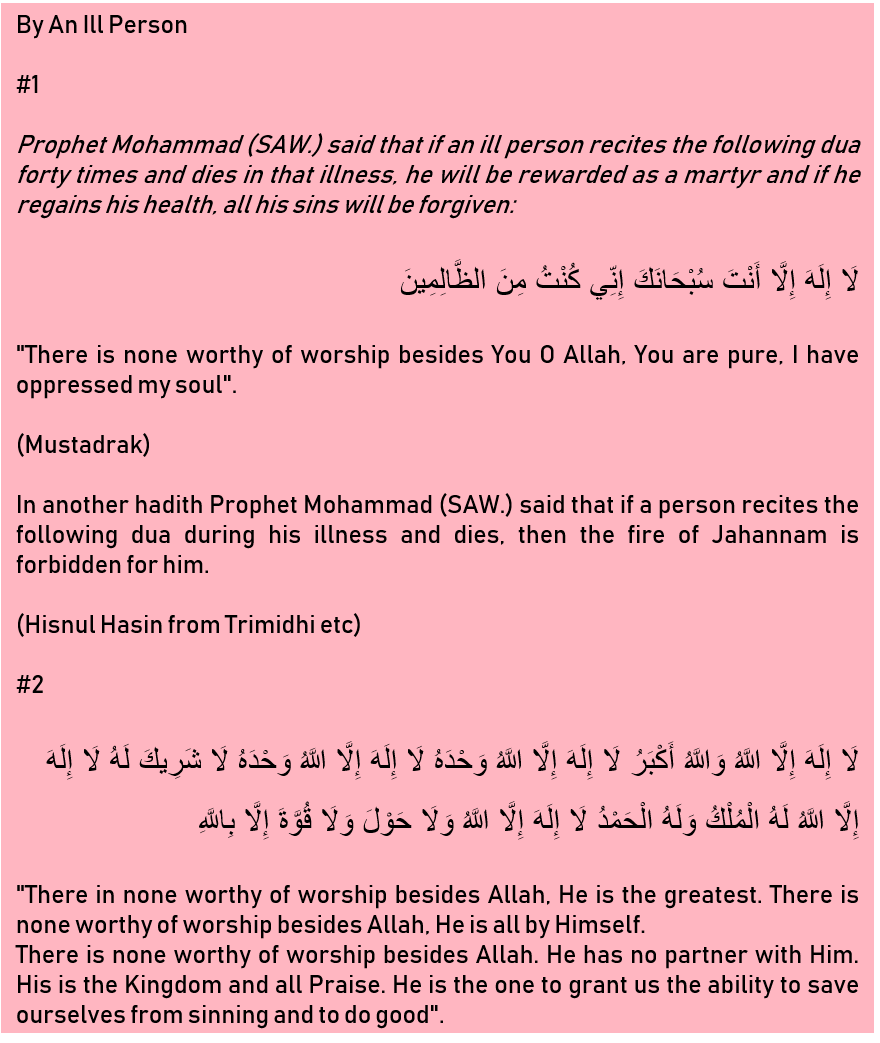 By An Ill Person
#1
Prophet Mohammad (SAW.) said that if an ill person recites the following dua
forty times and dies in that illness, he will be rewarded as a martyr and if he
regains his health, all his sins will be forgiven:
لَا إِلَهَ إِلَّا أَنْتَ سُبْحَانَكَ إِنِّي كُنْتُ مِنَ الظَّالِمِينَ
"There is none worthy of worship besides You O Allah, You are pure, I have
oppressed my soul".
(Mustadrak)
In another hadith Prophet Mohammad (SAW.) said that if a person recites the
following dua during his illness and dies, then the fire of Jahannam is
forbidden for him.
(Hisnul Hasin from Trimidhi etc)
#2
لَا إِلَهَ إِلَّا اللَّهُ وَاللَّهُ أَكْبَرُ لَا إِلَهَ إِلَّا اللَّهُ وَحْدَهُ لَا إِلَهَ إِلَّا اللَّهُ وَحْدَهُ لَا شَرِيكَ لَهُ لَا إِلَهَ
إِلَّا اللَّهُ لَهُ الْمُلْكُ وَلَهُ الْحَمْدُ لَا إِلَهَ إِلَّا اللَّهُ وَلَا حَوْلَ وَلَا قُوَّةَ إِلَّا بِاللَّهِ
"There in none worthy of worship besides Allah, He is the greatest. There is
none worthy of worship besides Allah, He is all by Himself.
There is none worthy of worship besides Allah. He has no partner with Him.
His is the Kingdom and all Praise. He is the one to grant us the ability to save
ourselves from sinning and to do good".